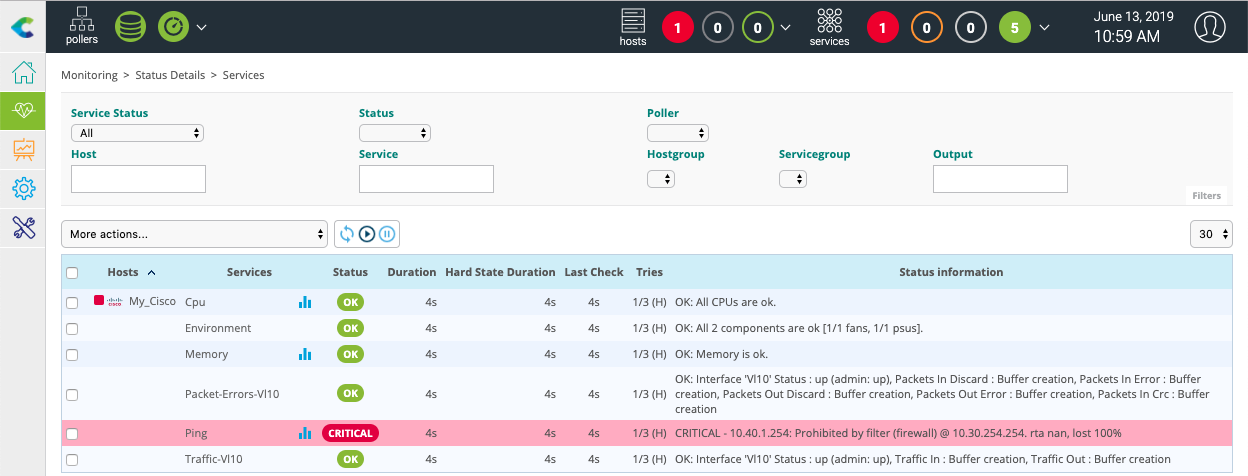 pollers
hosts 1 0 0 services 1 0 0 5 June 13, 2019
10:59 AM
Monitoring > Status Details > Services
Service Status Status Poller
All
Host Service Hostgroup Servicegroup Output
Filters
More actions... 30
Hosts Services Status Duration Hard State Duration Last Check Tries Status information
CISCO My_Cisco Cpu OK 4s 4s 4s 1/3 (H) OK: All CPUs are ok.
Environment OK 4s 4s 4s 1/3 (H) OK: All 2 components are ok [1/1 fans, 1/1 psus].
Memory OK 4s 4s 4s 1/3 (H) OK: Memory is ok.
Packet-Errors-Vl10 OK 4s 4s 4s 1/3 (H) OK: Interface 'Vl10' Status : up (admin: up), Packets In Discard : Buffer creation, Packets In Error : Buffer
creation, Packets Out Discard : Buffer creation, Packets Out Error : Buffer creation, Packets In Crc : Buffer
creation
Ping CRITICAL 4s 4s 4s 1/3 (H) CRITICAL - 10.40.1.254: Prohibited by filter (firewall) @ 10.30.254.254. rta nan, lost 100%
Traffic-Vl10 OK 4s 4s 4s 1/3 (H) OK: Interface 'Vl10' Status : up (admin: up), Traffic In : Buffer creation, Traffic Out : Buffer creation